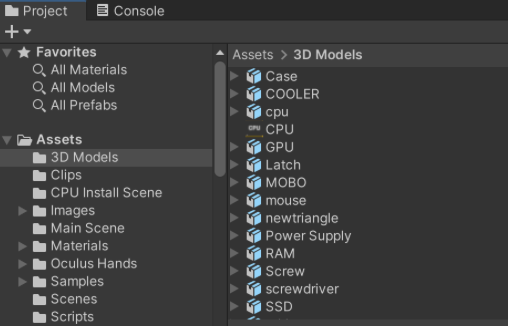 Project
Console
Favorites
All Materials
All Models
All Prefabs
Assets
3D Models
Clips
CPU Install Scene
Images
Main Scene
Materials
Oculus Hands
Samples
Scenes
Scripts
Assets > 3D Models
Case
COOLER
cpu
CPU CPU
GPU
Latch
MOBO
mouse
newtriangle
Power Supply
RAM
Screw
screwdriver
SSD